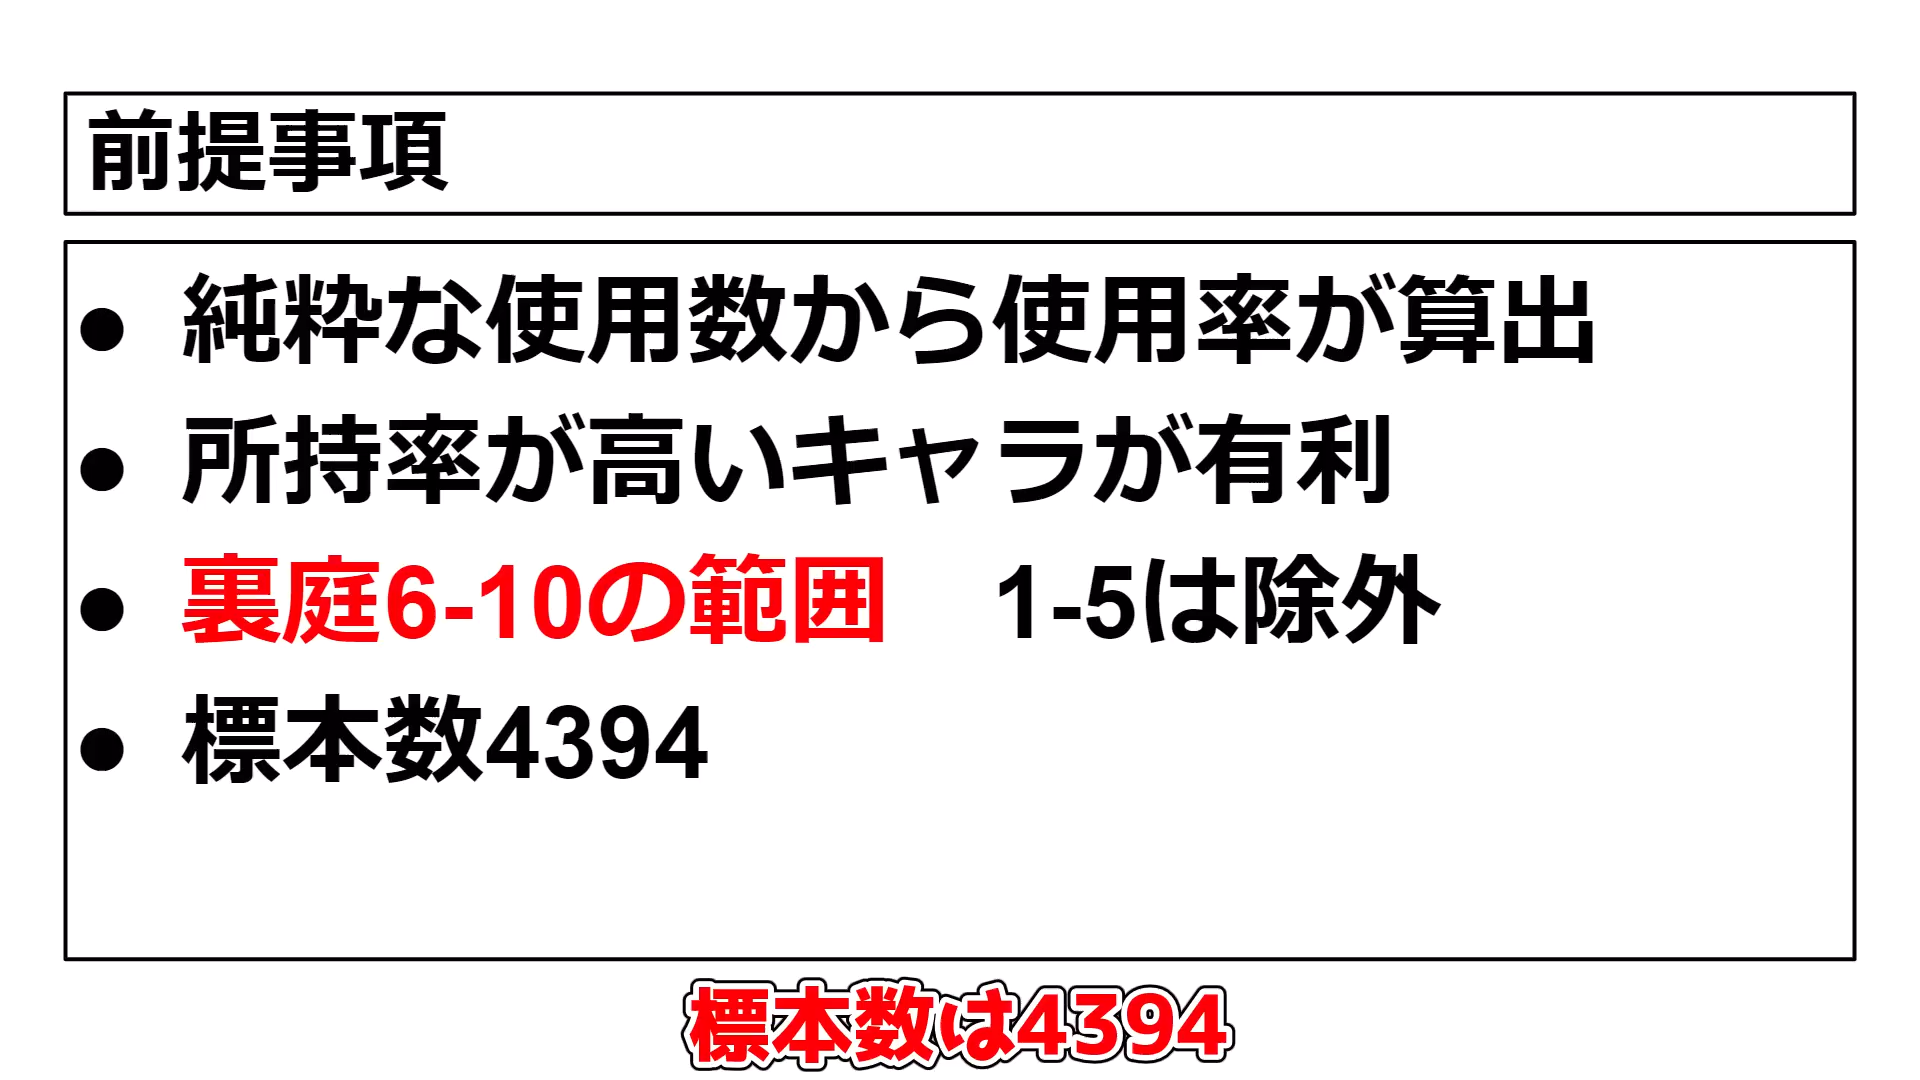 前提事項
● 純粋な使用数から使用率が算出
● 所持率が高いキャラが有利
● 裏庭6-10の範囲　1-5は除外
● 標本数4394
標本数は4394